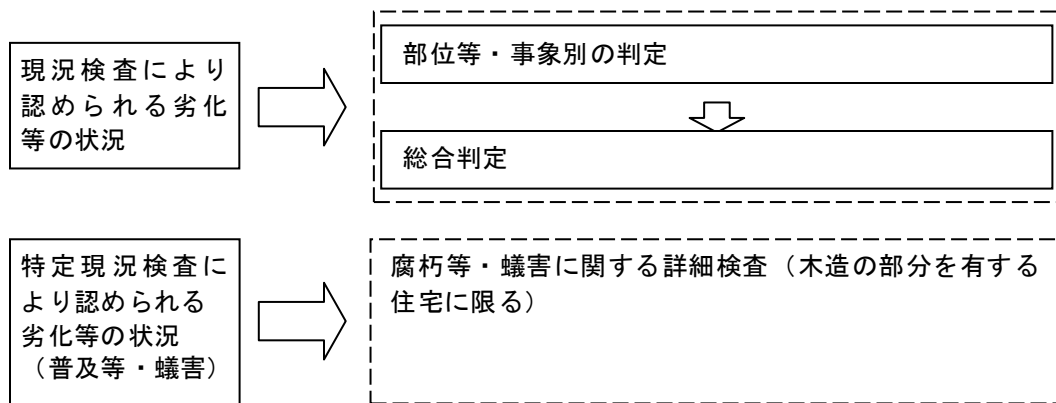 現況検査により
認められる劣化
等の状況
部位等・事象別の判定
総合判定
特定現況検査に
より認められる
劣化等の状況
（普及等・蟻害）
腐朽等・蟻害に関する詳細検査（木造の部分を有する
住宅に限る）